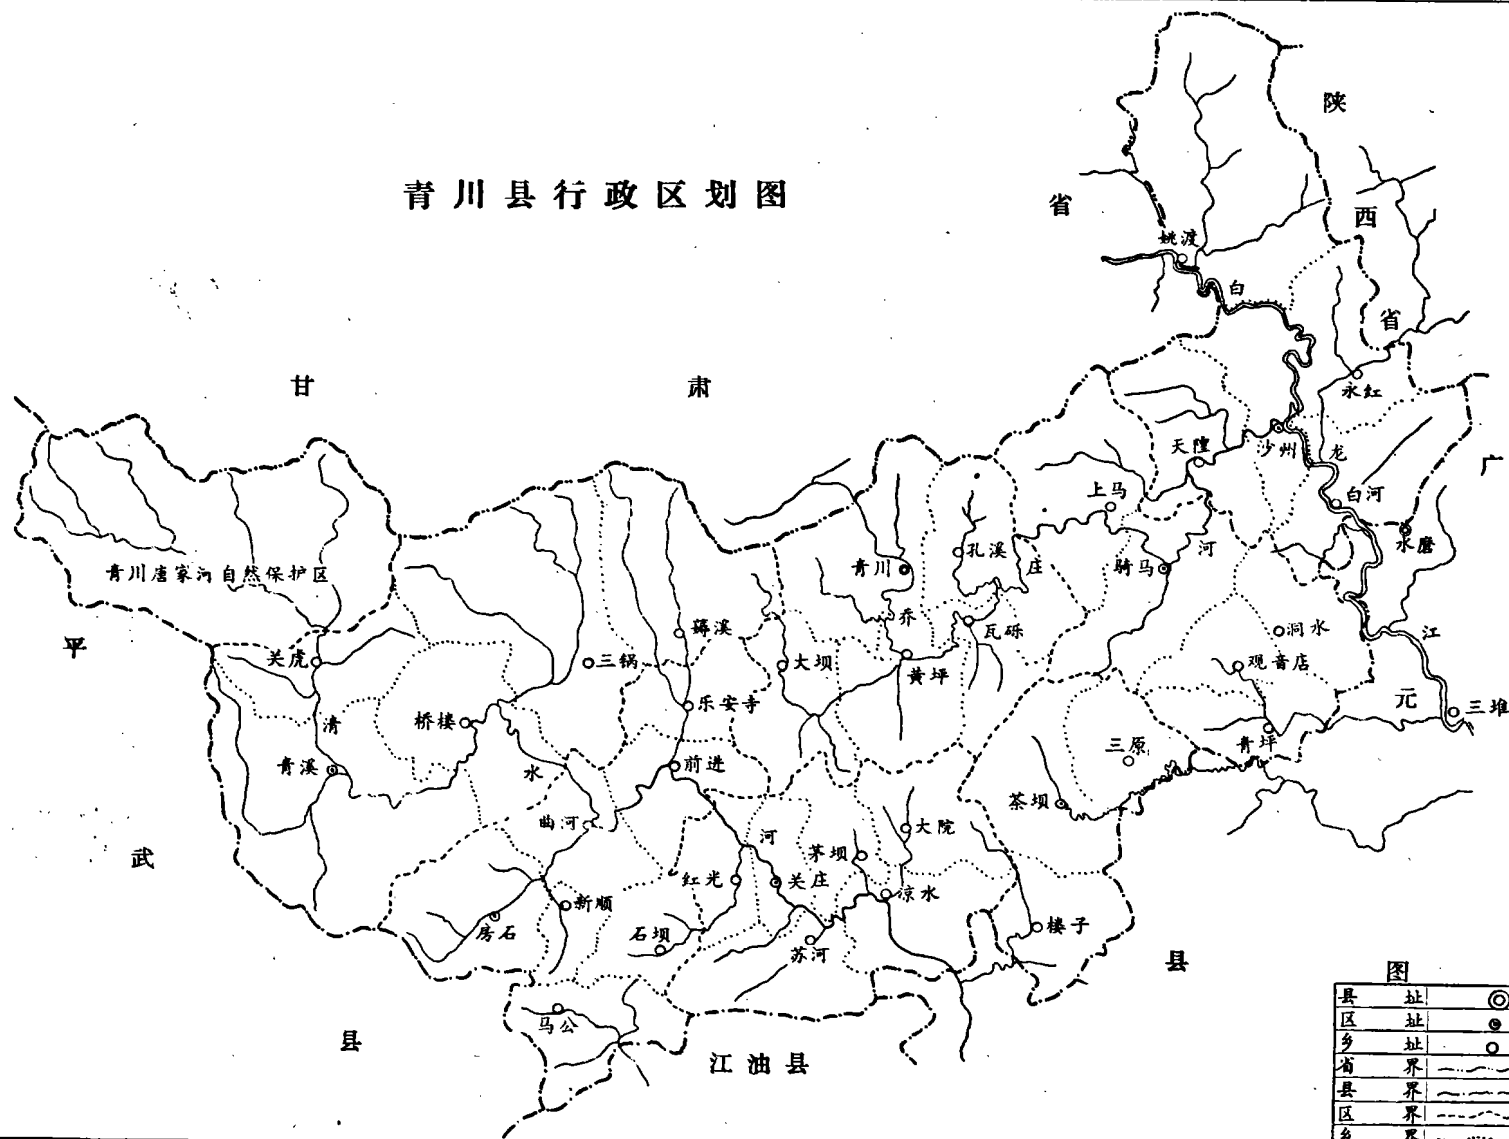 陕
青川县行政区划图
省
西
姚渡
白
省
甘
肃
永红
天隍
沙州
龙
广
上马
白河
水磨
孔溪
庄
骑马
河
青川
青川唐家河自然保护区
乔
瓦砾
洞水
江
平
关虎
三锅
蒋溪
大坝
黄坪
观音店
桥楼
乐安寺
元
三堆
清
青溪
水
前进
三原
青坪
茶坝
武
曲河
河
茅坝
大院
红光
关庄
凉水
新顺
房石
石坝
苏河
楼子
县
图
马公
县
江油县
县 址
区 址
乡 址
省 界
县 界
区 界
乡 界